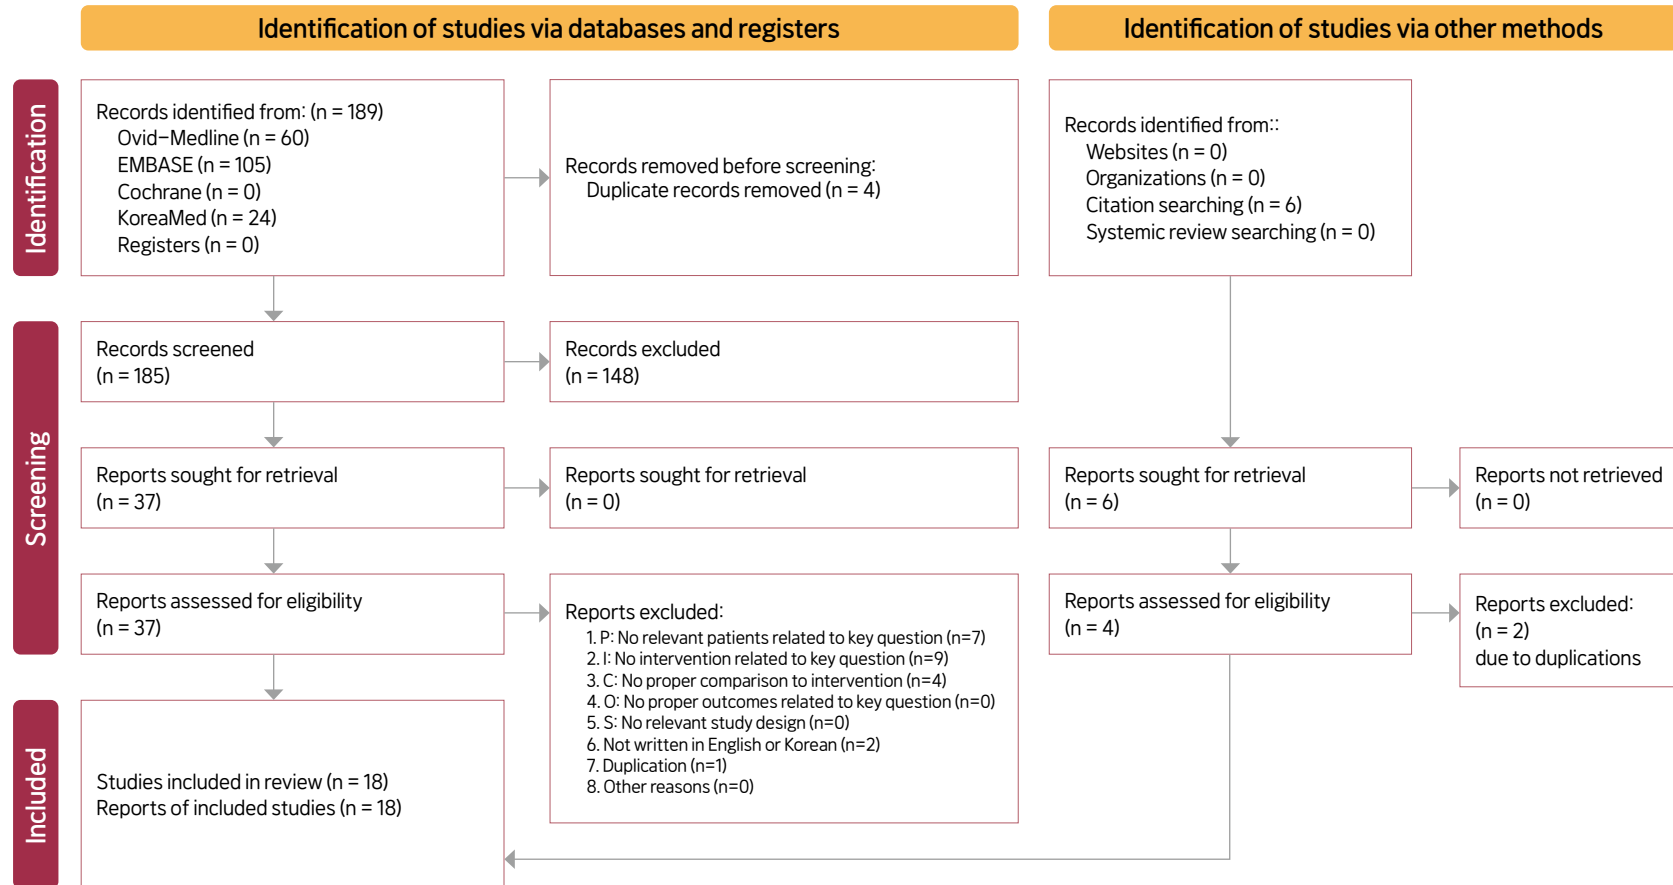 Identification of studies via databases and registers
Identification of studies via other methods
Identification
Records identified from: (n = 189)
Ovid-Medline (n = 60)
EMBASE (n = 105)
Cochrane (n = 0)
KoreaMed (n = 24)
Registers (n = 0)
Records removed before screening:
Duplicate records removed (n = 4)
Records identified from::
Websites (n = 0)
Organizations (n = 0)
Citation searching (n = 6)
Systemic review searching (n = 0)
Screening
Records screened
(n = 185)
Records excluded
(n = 148)
Reports sought for retrieval
(n = 37)
Reports sought for retrieval
(n = 0)
Reports sought for retrieval
(n = 6)
Reports not retrieved
(n = 0)
Reports assessed for eligibility
(n = 37)
Reports excluded:
1. P: No relevant patients related to key question (n=7)
2. I: No intervention related to key question (n=9)
3. C: No proper comparison to intervention (n=4)
4. O: No proper outcomes related to key question (n=0)
5. S: No relevant study design (n=0)
6. Not written in English or Korean (n=2)
7. Duplication (n=1)
8. Other reasons (n=0)
Reports assessed for eligibility
(n = 4)
Reports excluded:
(n = 2)
due to duplications
Included
Studies included in review (n = 18)
Reports of included studies (n = 18)